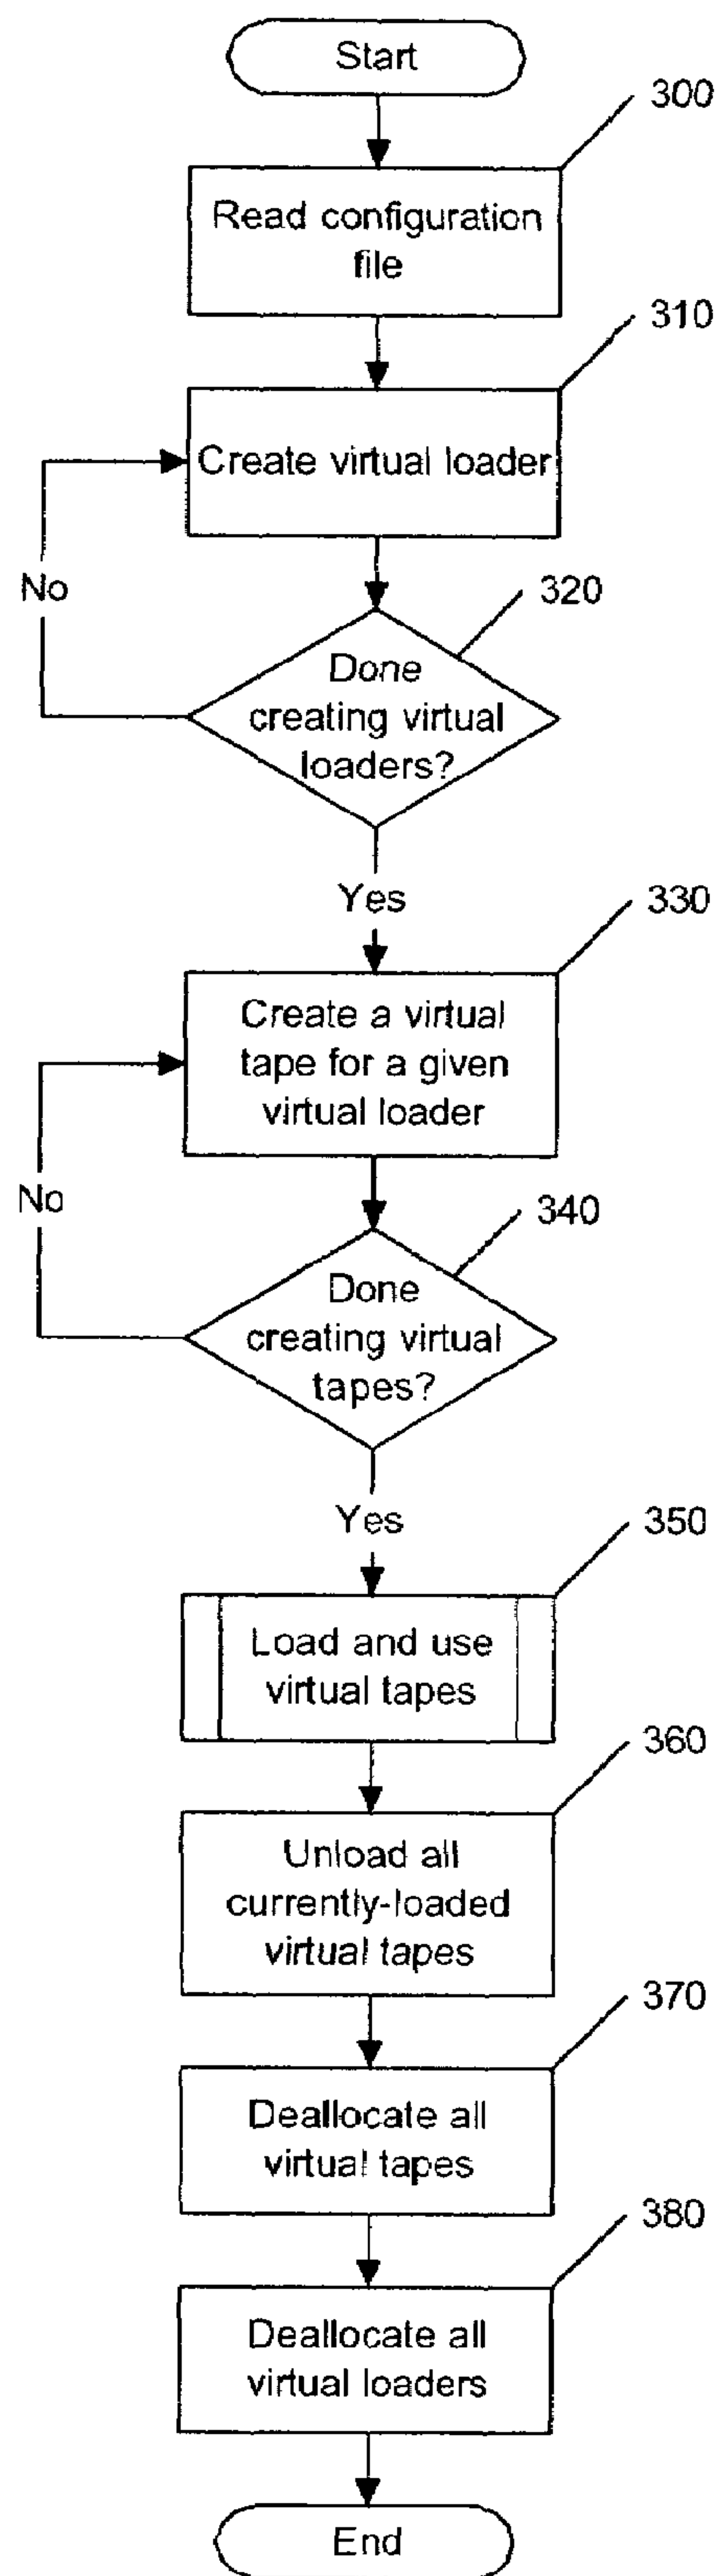 Start
300
Read configuration
file
310
Create virtual loader
No
320
Done
creating virtual
loaders?
Yes
330
Create a virtual
tape for a given
virtual loader
No
340
Done
creating virtual
tapes?
Yes
350
Load and use
virtual tapes
360
Unload all
currently-loaded
virtual tapes
370
Deallocate all
virtual tapes
380
Deallocate all
virtual loaders
End